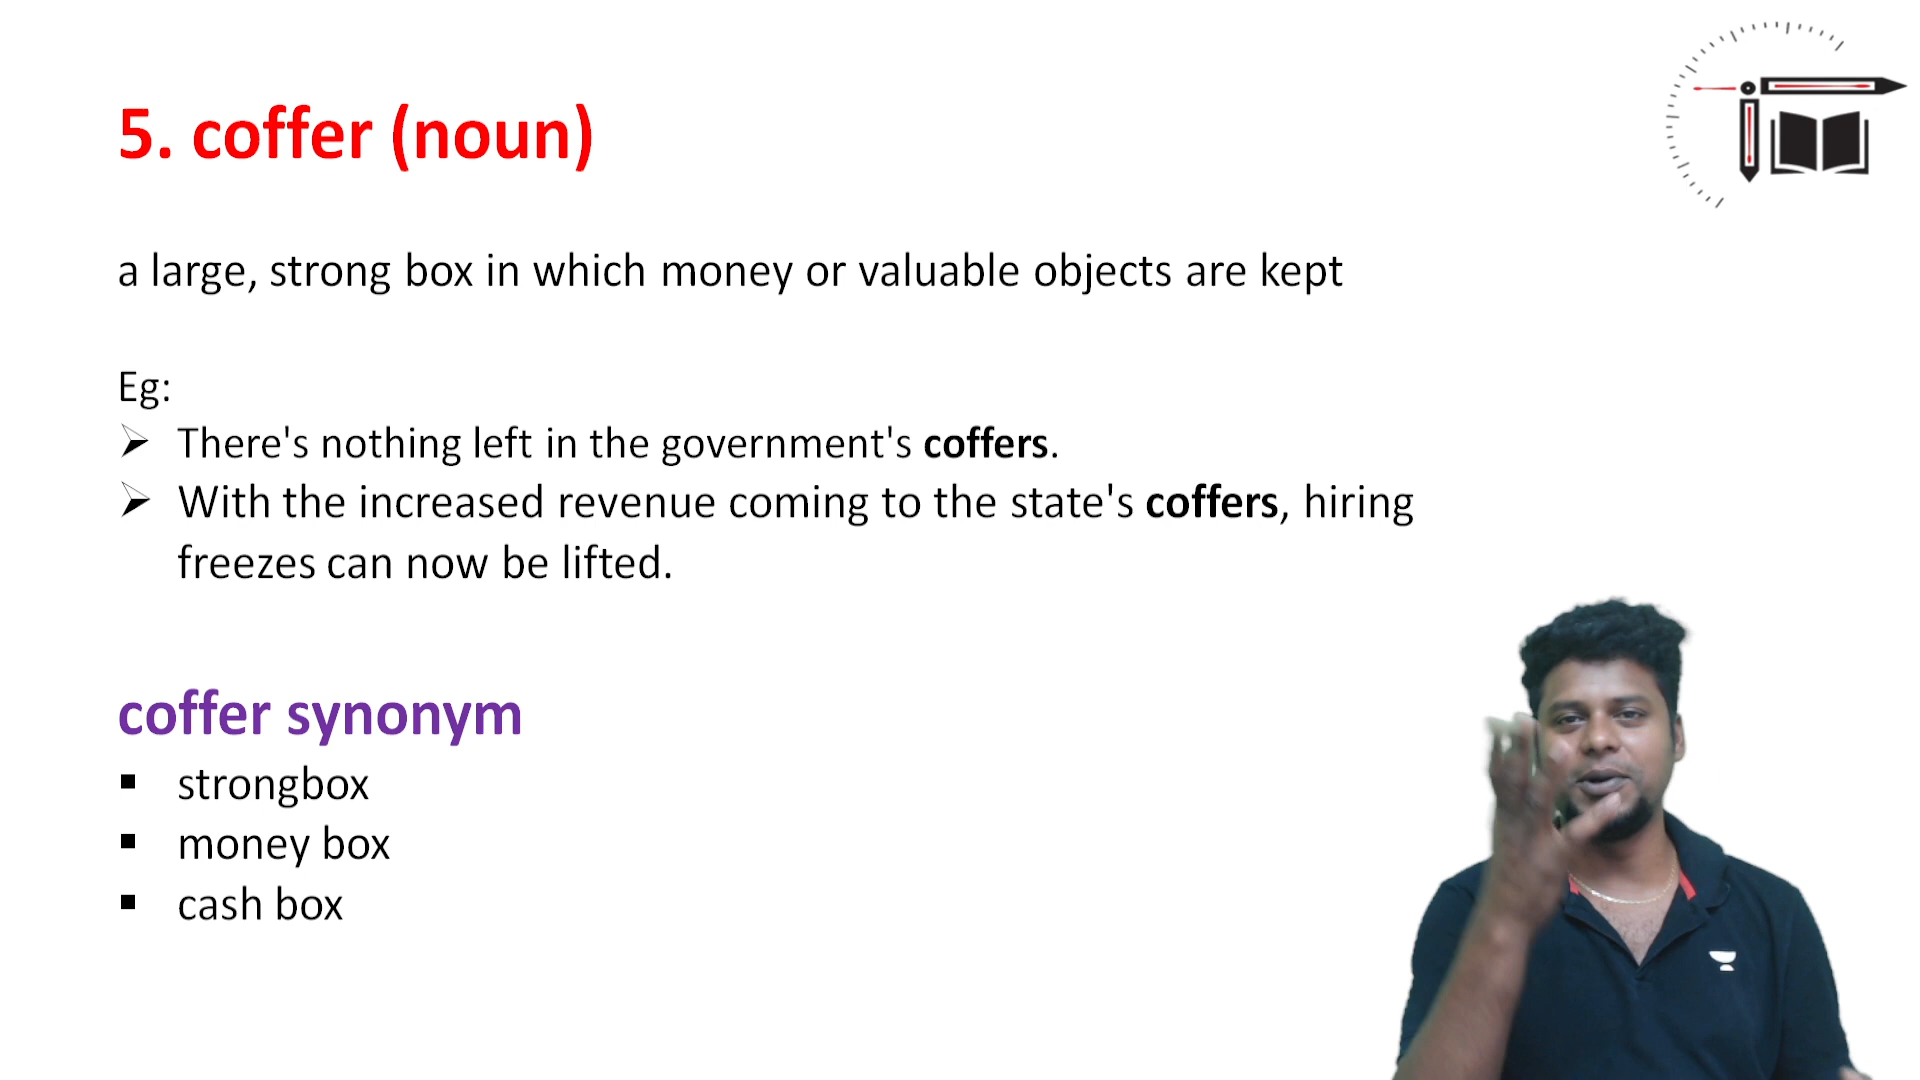 5. coffer (noun)
a large, strong box in which money or valuable objects are kept
Eg:
➢ There's nothing left in the government's coffers.
➢ With the increased revenue coming to the state's coffers, hiring
freezes can now be lifted.
coffer synonym
▪ strongbox
▪ money box
▪ cash box